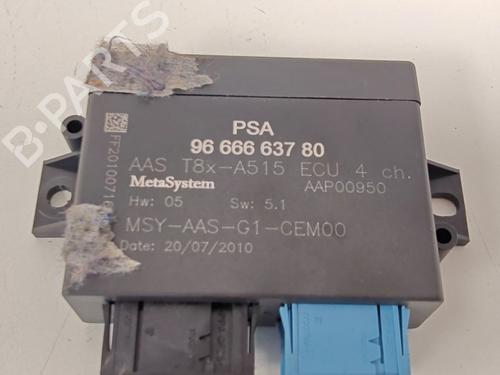 B-PARTS
PSA
96 666 637 80
AAS T8x-A515 ECU 4 ch.
MetaSystem AAP00950
Hw: 05 Sw: 5.1
MSY-AAS-G1-CEM00
Date: 20/07/2010